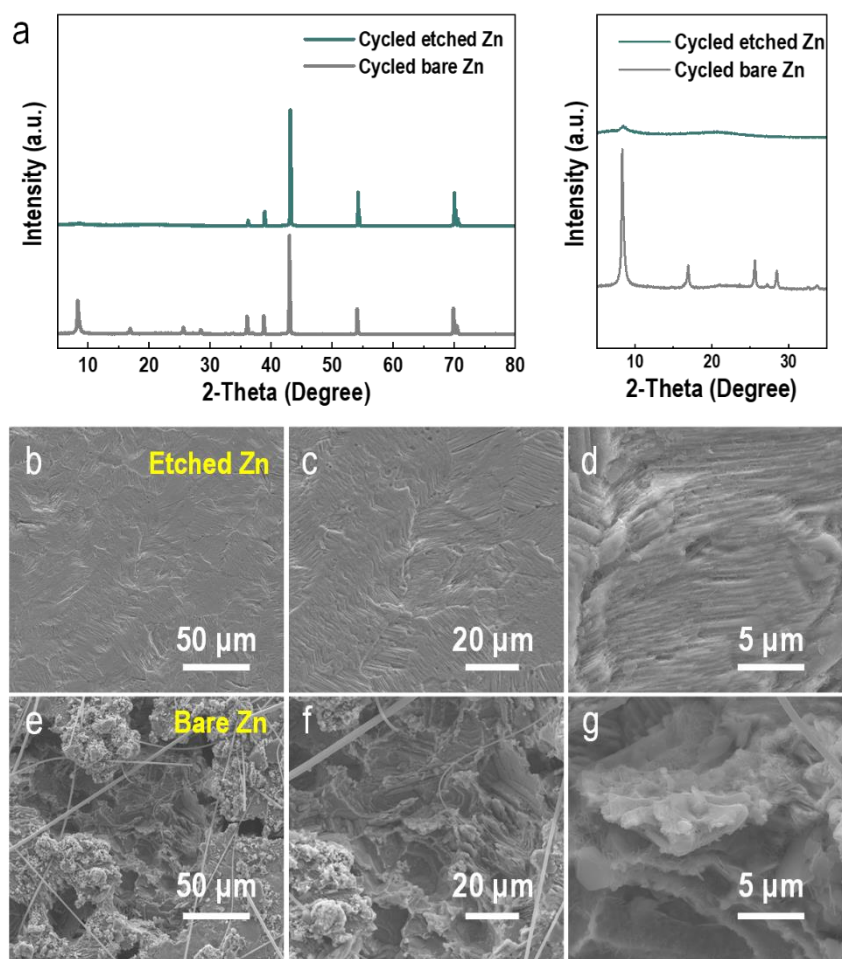 a
Cycled etched Zn
Cycled bare Zn
Intensity (a.u.)
10 20 30 40 50 60 70 80
2-Theta (Degree)
Cycled etched Zn
Cycled bare Zn
Intensity (a.u.)
10 20 30
2-Theta (Degree)
b Etched Zn
50 μm
c
20 μm
d
5 μm
e Bare Zn
50 μm
f
20 μm
g
5 μm